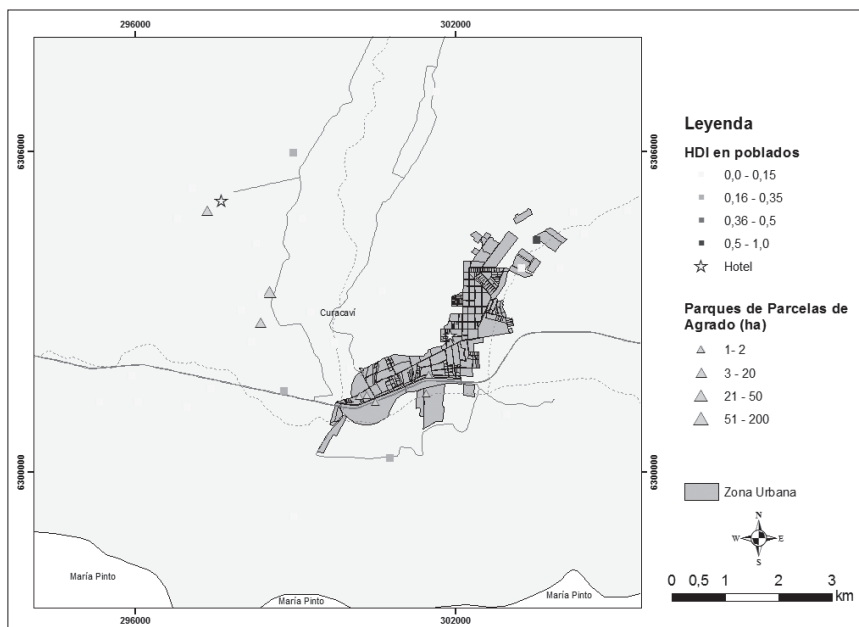 296000
302000
Leyenda
HDI en poblados
0,0 - 0,15
0,16 - 0,35
0,36 - 0,5
0,5 - 1,0
Hotel
Parques de Parcelas de
Agrado (ha)
1- 2
3 - 20
21 - 50
51 - 200
Zona Urbana
N
W
E
S
0 0,5 1 2 3
km
6306000
6306000
Curacaví
6300000
6300000
María Pinto
María Pinto
María Pinto
296000
302000